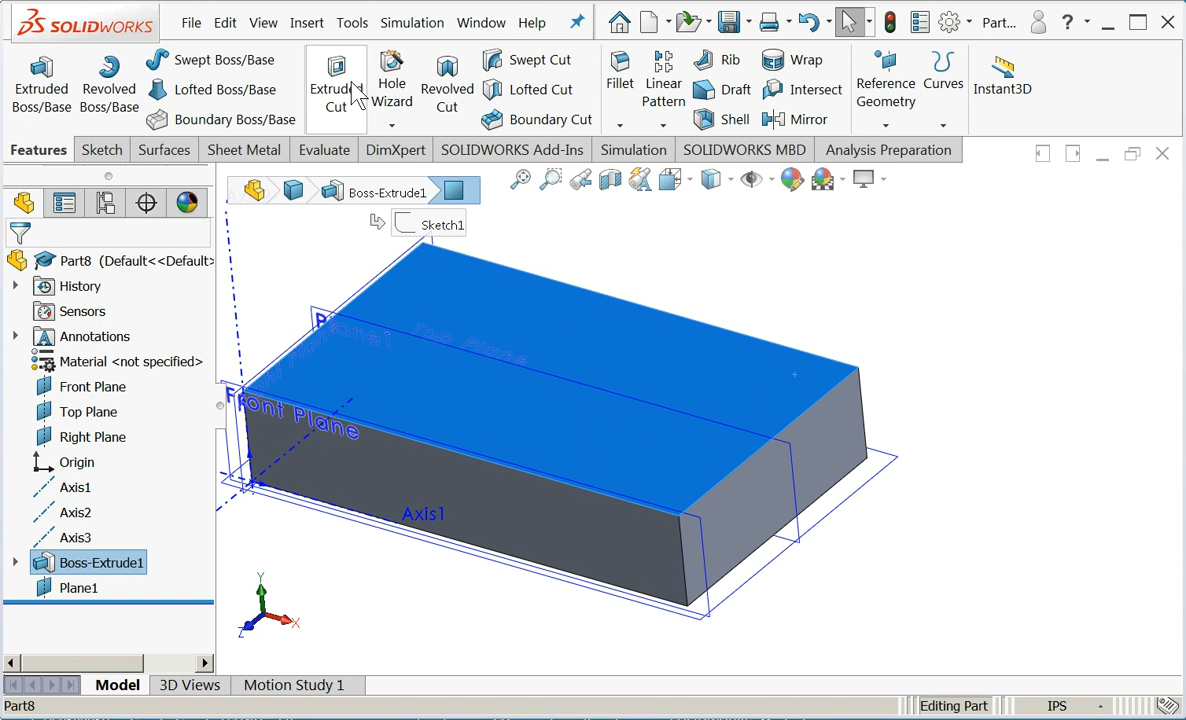 SOLIDWORKS
File Edit View Insert Tools Simulation Window Help
Part... ?
Extruded Boss/Base
Revolved Boss/Base
Swept Boss/Base
Lofted Boss/Base
Boundary Boss/Base
Cut
Hole Wizard
Revolved Cut
Swept Cut
Lofted Cut
Boundary Cut
Fillet
Linear Pattern
Rib
Draft
Shell
Wrap
Intersect
Mirror
Reference Geometry
Curves
Instant3D
Features Sketch Surfaces Sheet Metal Evaluate DimXpert SOLIDWORKS Add-Ins Simulation SOLIDWORKS MBD Analysis Preparation
Boss-Extrude1
Sketch1
Part8 (Default<<Default>
History
Sensors
Annotations
Material <not specified>
Front Plane
Top Plane
Right Plane
Origin
Axis1
Axis2
Axis3
Boss-Extrude1
Plane1
Top Plane
Front Plane
Axis1
Y
X
Z
Model 3D Views Motion Study 1
Part8 Editing Part IPS